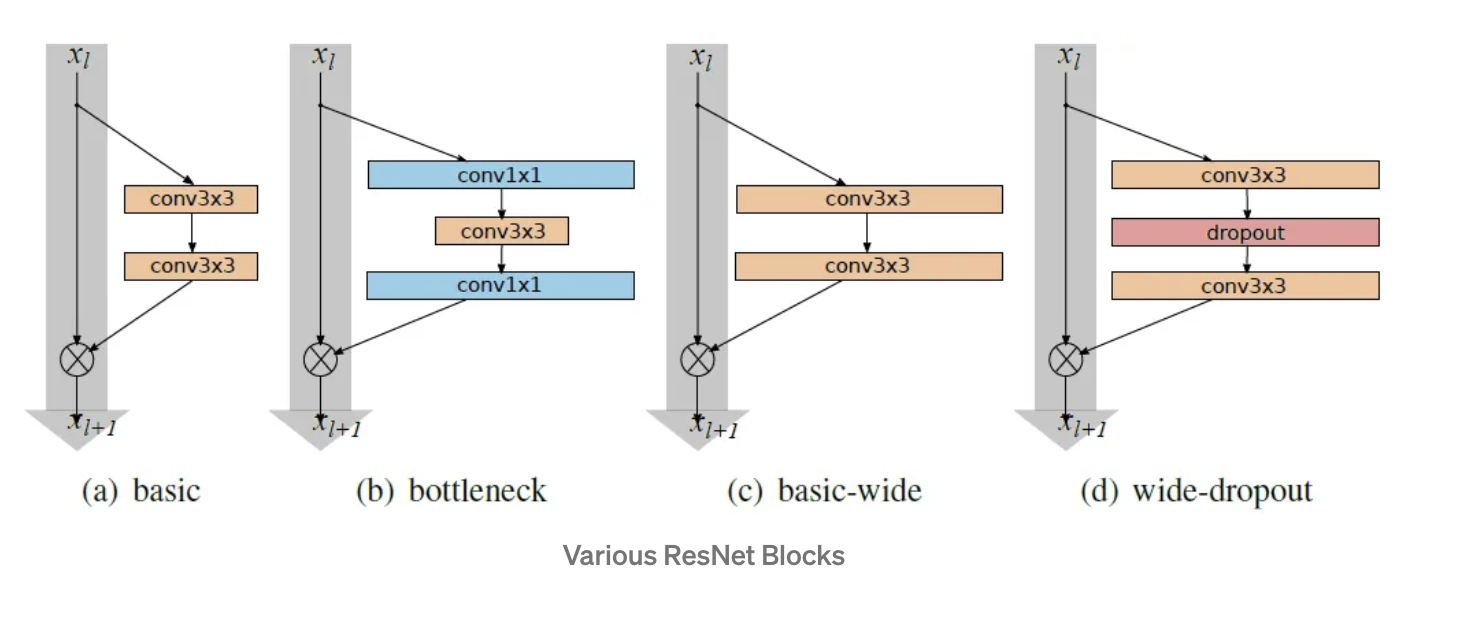 x_l
conv3x3
conv3x3
x_{l+1}
(a) basic
x_l
conv1x1
conv3x3
conv1x1
x_{l+1}
(b) bottleneck
x_l
conv3x3
conv3x3
x_{l+1}
(c) basic-wide
x_l
conv3x3
dropout
conv3x3
x_{l+1}
(d) wide-dropout
Various ResNet Blocks